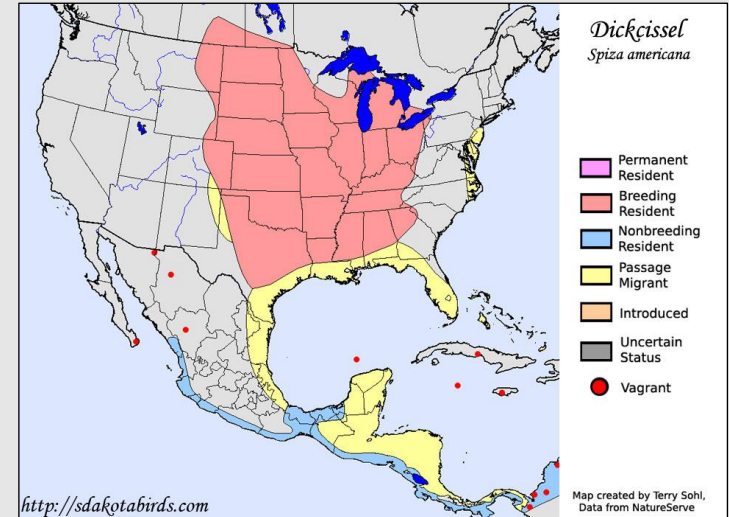 Dickcissel
Spiza americana
Permanent
Resident
Breeding
Resident
Nonbreeding
Resident
Passage
Migrant
Introduced
Uncertain
Status
Vagrant
http://sdakotabirds.com
Map created by Terry Sohl,
Data from NatureServe